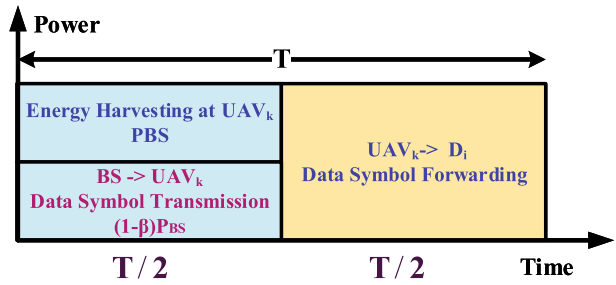 Power
T
Energy Harvesting at UAVk
PBS
BS -> UAVk
Data Symbol Transmission
(1-β)PBS
UAVk-> Di
Data Symbol Forwarding
T / 2
T / 2
Time